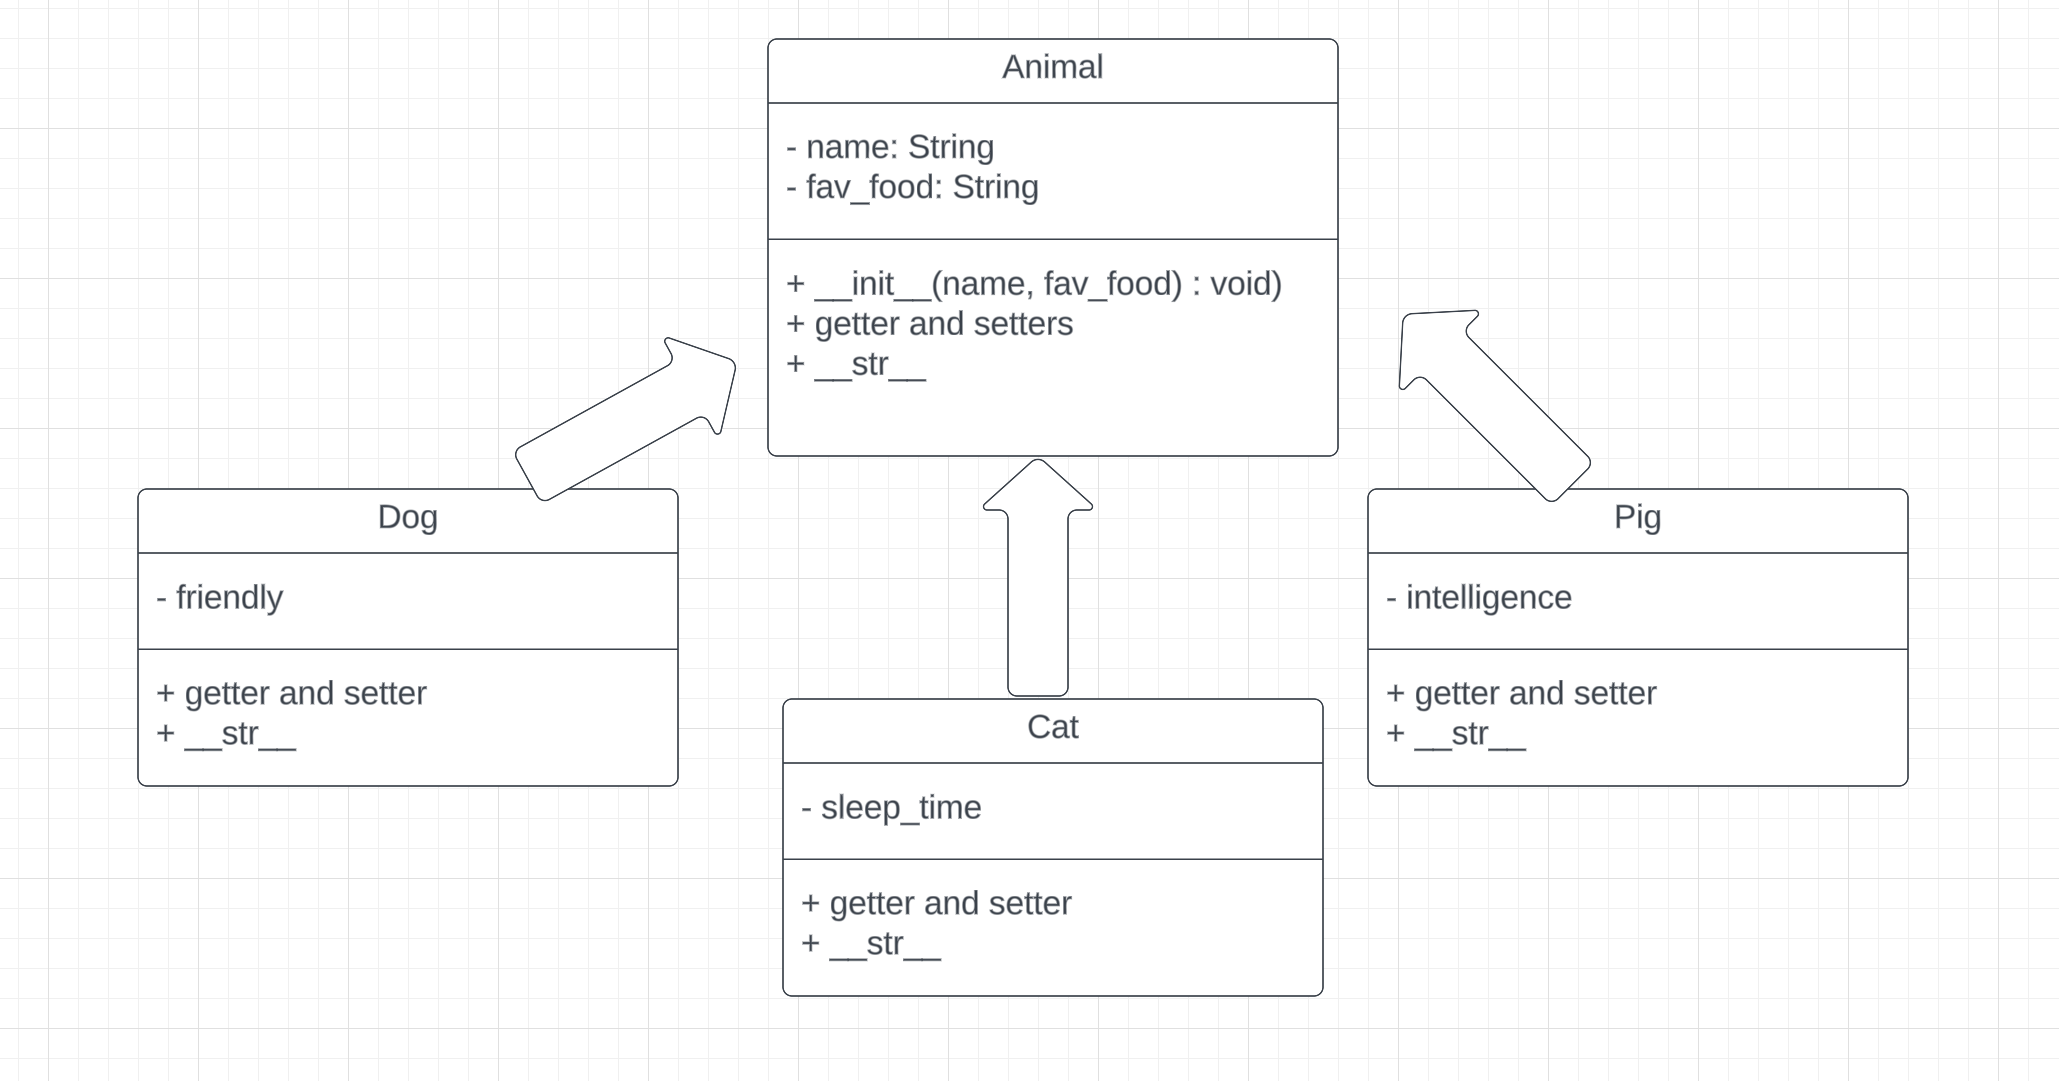 Animal
- name: String
- fav_food: String
+ __init__(name, fav_food) : void)
+ getter and setters
+ __str__
Dog
- friendly
+ getter and setter
+ __str__
Cat
- sleep_time
+ getter and setter
+ __str__
Pig
- intelligence
+ getter and setter
+ __str__